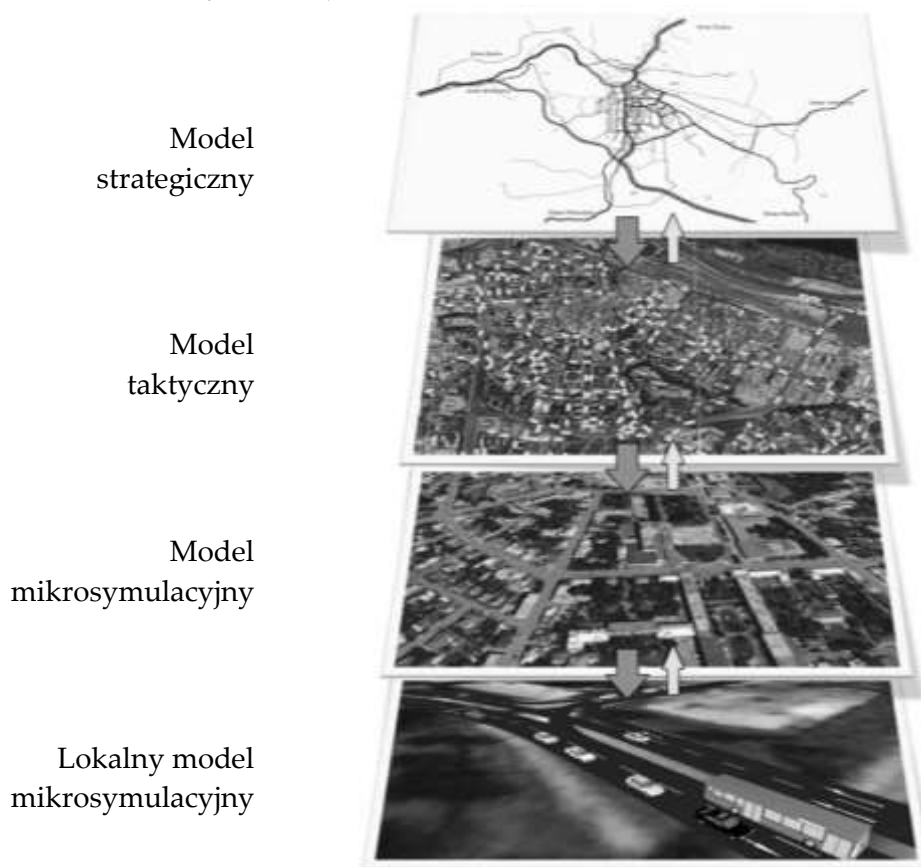 Model
strategiczny
Model
taktyczny
Model
mikrosymulacyjny
Lokalny model
mikrosymulacyjny